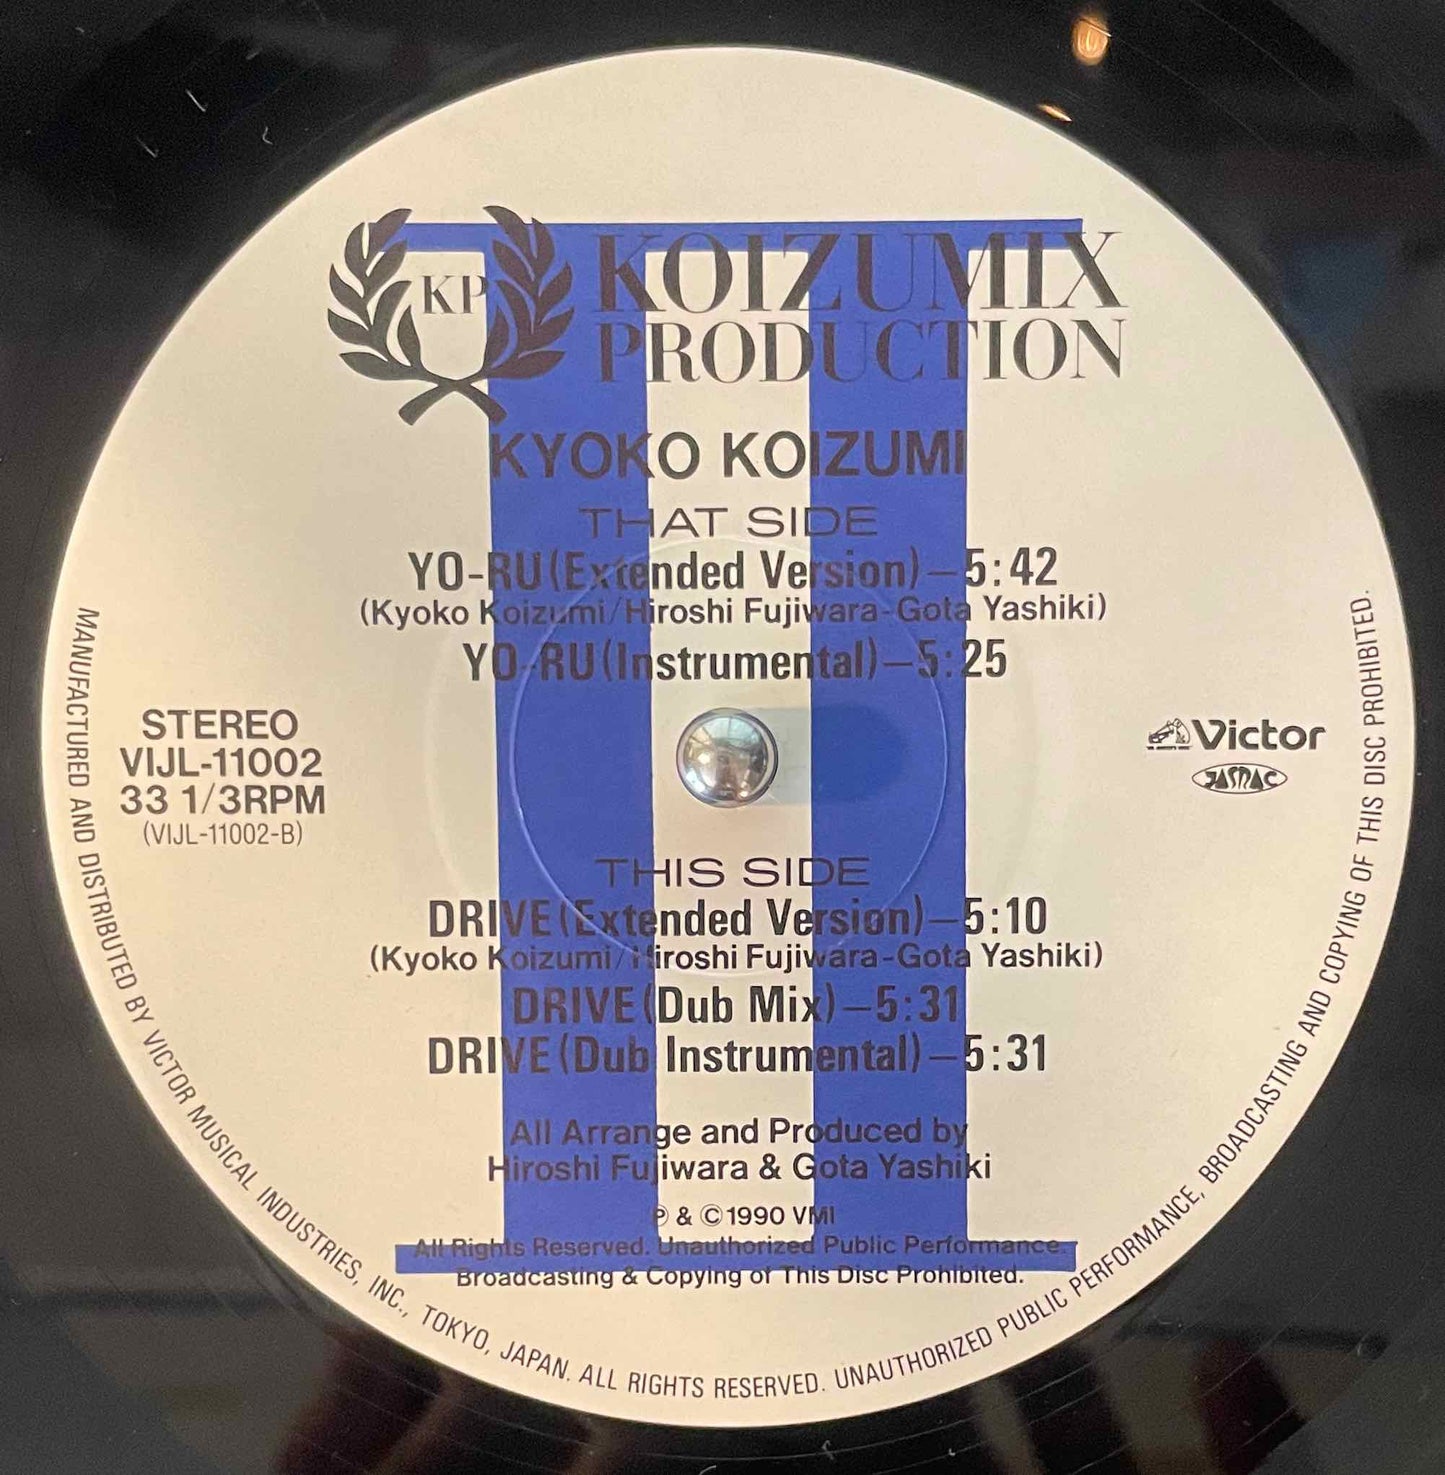 KP
KOIZUMIX
PRODUCTION
II
KYOKO KOIZUMI
THAT SIDE
YO-RU(Extended Version)—5:42
(Kyoko Koizumi/Hiroshi Fujiwara-Gota Yashiki)
YO-RU(Instrumental)—5:25
STEREO
VIJL-11002
33 1/3RPM
(VIJL-11002-B)
Victor
JASRAC
THIS SIDE
DRIVE(Extended Version)—5:10
(Kyoko Koizumi/Hiroshi Fujiwara-Gota Yashiki)
DRIVE(Dub Mix)—5:31
DRIVE(Dub Instrumental)—5:31
All Arrange and Produced by
Hiroshi Fujiwara & Gota Yashiki
℗ & ©1990 VMI
All Rights Reserved. Unauthorized Public Performance.
Broadcasting & Copying of This Disc Prohibited.
MANUFACTURED AND DISTRIBUTED BY VICTOR MUSICAL INDUSTRIES, INC., TOKYO, JAPAN. ALL RIGHTS RESERVED. UNAUTHORIZED PUBLIC PERFORMANCE, BROADCASTING AND COPYING OF THIS DISC PROHIBITED.